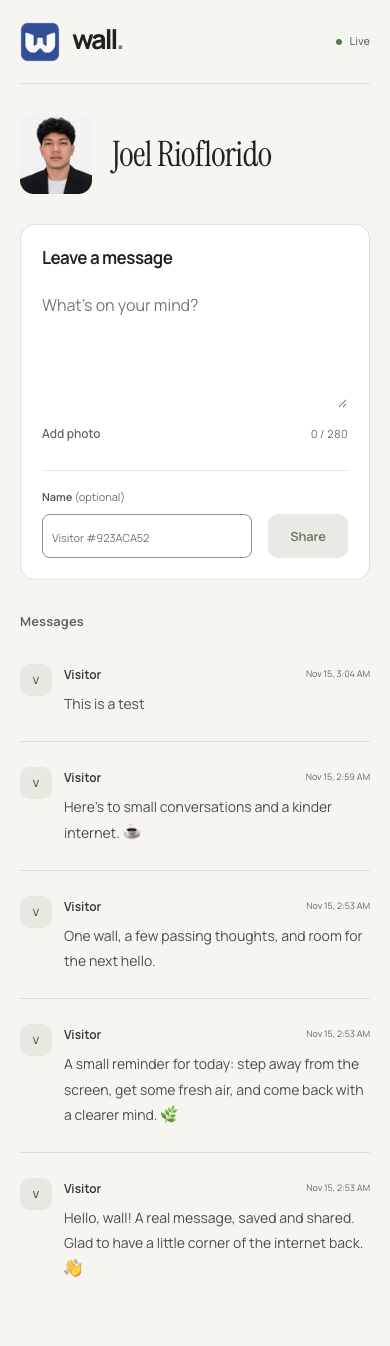 wall.
Live
Joel Rioflorido
Leave a message
What's on your mind?
Add photo
0 / 280
Name (optional)
Visitor #923ACA52
Share
Messages
V
Visitor
Nov 15, 3:04 AM
This is a test
V
Visitor
Nov 15, 2:59 AM
Here's to small conversations and a kinder
internet. ☕
V
Visitor
Nov 15, 2:53 AM
One wall, a few passing thoughts, and room for
the next hello.
V
Visitor
Nov 15, 2:53 AM
A small reminder for today: step away from the
screen, get some fresh air, and come back with
a clearer mind. 🌿
V
Visitor
Nov 15, 2:53 AM
Hello, wall! A real message, saved and shared.
Glad to have a little corner of the internet back.
👋